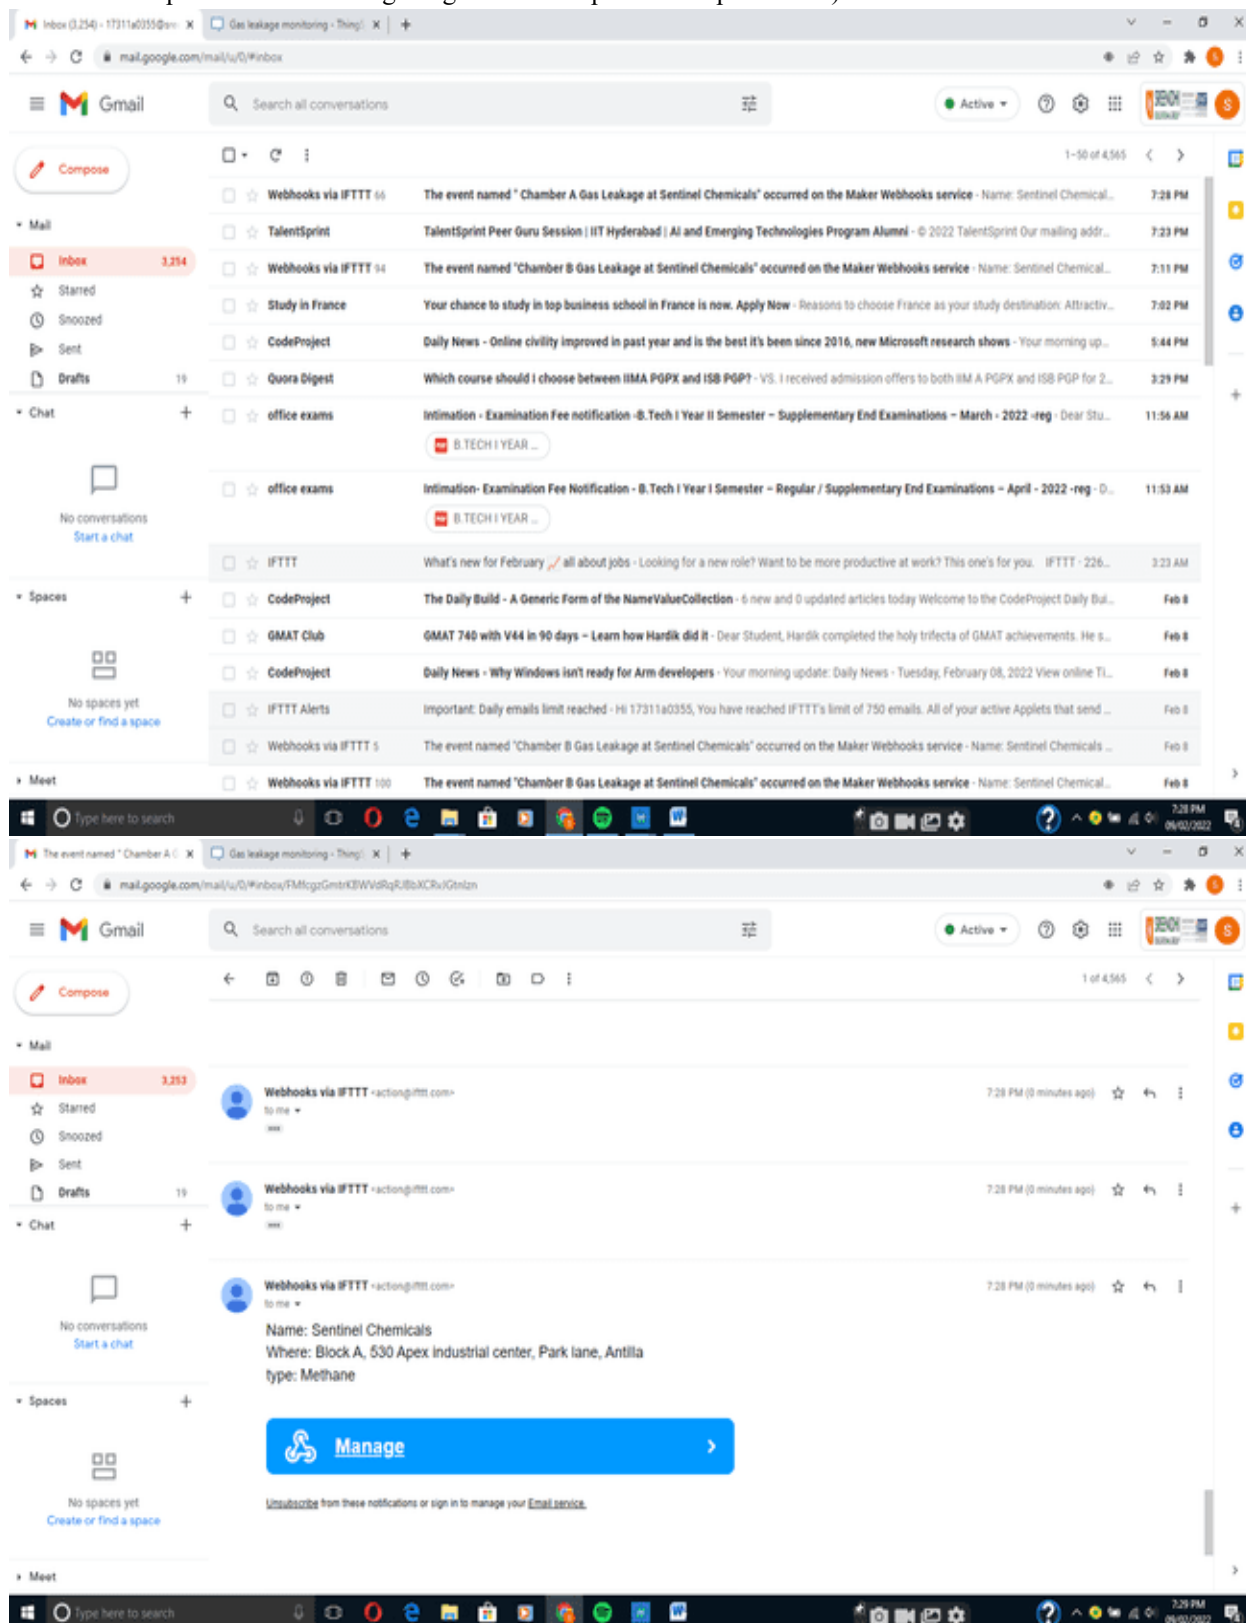 Inbox (3,254) - 17311a0355@sre
Gas leakage monitoring - Thing
mail.google.com/mail/u/0/#inbox
Gmail
Search all conversations
Active
S
Compose
1-50 of 4,565
Mail
Inbox 3,254
Starred
Snoozed
Sent
Drafts 19
Chat
No conversations
Start a chat
Spaces
No spaces yet
Create or find a space
Meet
Webhooks via IFTTT 66 The event named " Chamber A Gas Leakage at Sentinel Chemicals" occurred on the Maker Webhooks service - Name: Sentinel Chemical... 7:28 PM
TalentSprint TalentSprint Peer Guru Session | IIT Hyderabad | AI and Emerging Technologies Program Alumni - © 2022 TalentSprint Our mailing addr... 7:23 PM
Webhooks via IFTTT 94 The event named "Chamber B Gas Leakage at Sentinel Chemicals" occurred on the Maker Webhooks service - Name: Sentinel Chemical... 7:11 PM
Study in France Your chance to study in top business school in France is now. Apply Now - Reasons to choose France as your study destination: Attractiv... 7:02 PM
CodeProject Daily News - Online civility improved in past year and is the best it's been since 2016, new Microsoft research shows - Your morning up... 5:44 PM
Quora Digest Which course should I choose between IIMA PGPX and ISB PGP? - VS. I received admission offers to both IIM A PGPX and ISB PGP for 2... 3:29 PM
office exams Intimation - Examination Fee notification -B.Tech I Year II Semester – Supplementary End Examinations – March - 2022 -reg - Dear Stu... 11:56 AM
PDF B.TECH I YEAR ...
office exams Intimation- Examination Fee Notification - B.Tech I Year I Semester – Regular / Supplementary End Examinations – April - 2022 -reg - D... 11:53 AM
PDF B.TECH I YEAR ...
IFTTT What's new for February 📈 all about jobs - Looking for a new role? Want to be more productive at work? This one's for you. IFTTT - 226... 3:23 AM
CodeProject The Daily Build - A Generic Form of the NameValueCollection - 6 new and 0 updated articles today Welcome to the CodeProject Daily Bui... Feb 8
GMAT Club GMAT 740 with V44 in 90 days – Learn how Hardik did it - Dear Student, Hardik completed the holy trifecta of GMAT achievements. He s... Feb 8
CodeProject Daily News - Why Windows isn't ready for Arm developers - Your morning update: Daily News - Tuesday, February 08, 2022 View online Ti... Feb 8
IFTTT Alerts Important: Daily emails limit reached - Hi 17311a0355, You have reached IFTTT's limit of 750 emails. All of your active Applets that send ... Feb 8
Webhooks via IFTTT 5 The event named "Chamber B Gas Leakage at Sentinel Chemicals" occurred on the Maker Webhooks service - Name: Sentinel Chemicals ... Feb 8
Webhooks via IFTTT 100 The event named "Chamber B Gas Leakage at Sentinel Chemicals" occurred on the Maker Webhooks service - Name: Sentinel Chemical... Feb 8
Type here to search
7:28 PM
09/02/2022
The event named " Chamber A G
Gas leakage monitoring - Thing
Gmail
Search all conversations
Active
S
Compose
1 of 4,565
Mail
Inbox 3,253
Starred
Snoozed
Sent
Drafts 19
Chat
No conversations
Start a chat
Spaces
No spaces yet
Create or find a space
Meet
Webhooks via IFTTT <action@ifttt.com> 7:28 PM (0 minutes ago)
to me
Webhooks via IFTTT <action@ifttt.com> 7:28 PM (0 minutes ago)
to me
Webhooks via IFTTT <action@ifttt.com> 7:28 PM (0 minutes ago)
to me
Name: Sentinel Chemicals
Where: Block A, 530 Apex industrial center, Park lane, Antilla
type: Methane
Manage
Unsubscribe from these notifications or sign in to manage your Email service.
Type here to search
7:29 PM
09/02/2022